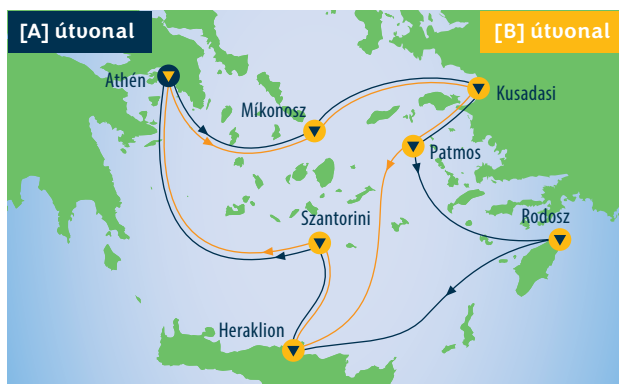 [A] útvonal
[B] útvonal
Athén
Míkonosz
Kusadasi
Patmos
Szantorini
Rodosz
Heraklion